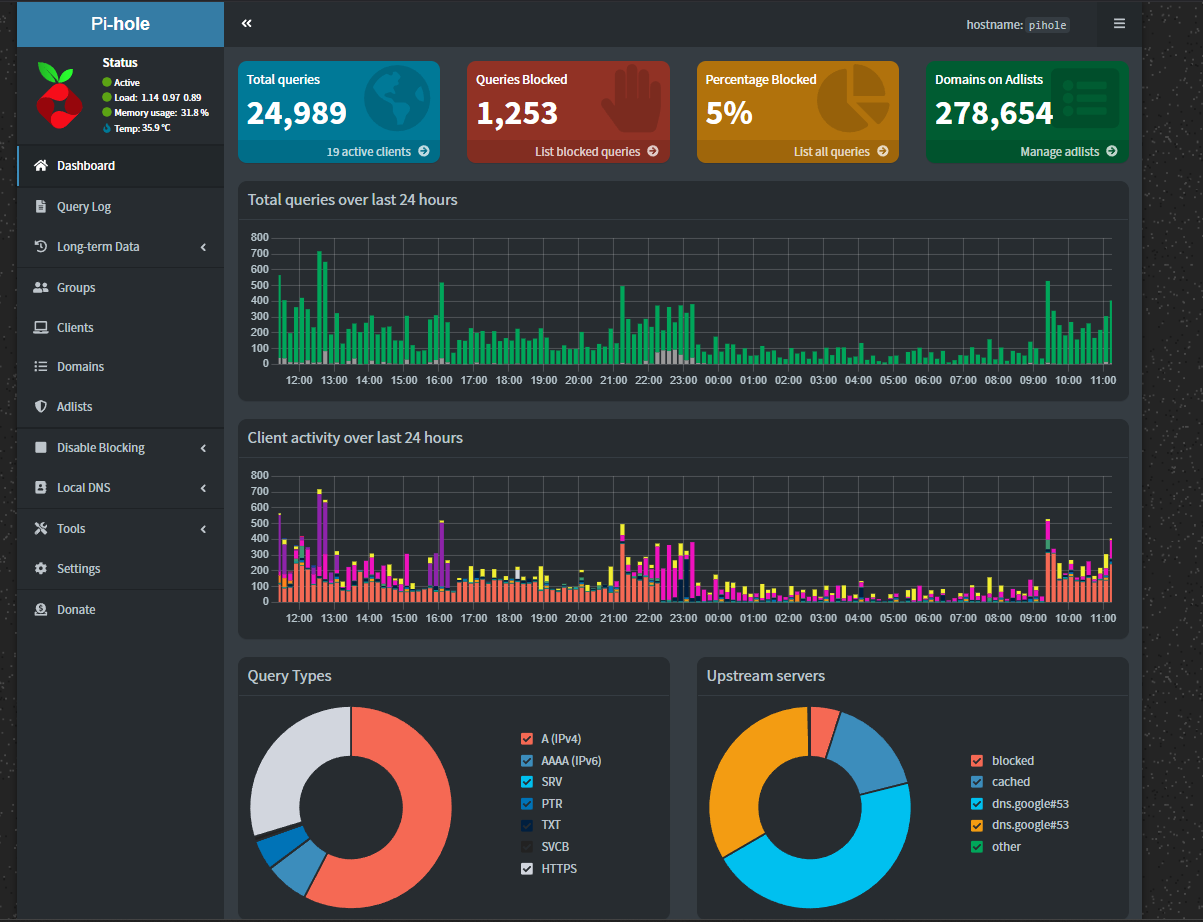 Pi-hole
hostname: pihole
Status
Active
Load: 1.14 0.97 0.89
Memory usage: 31.8 %
Temp: 35.9 °C
Dashboard
Query Log
Long-term Data
Groups
Clients
Domains
Adlists
Disable Blocking
Local DNS
Tools
Settings
Donate
Total queries
24,989
19 active clients
Queries Blocked
1,253
List blocked queries
Percentage Blocked
5%
List all queries
Domains on Adlists
278,654
Manage adlists
Total queries over last 24 hours
800
700
600
500
400
300
200
100
0
12:00 13:00 14:00 15:00 16:00 17:00 18:00 19:00 20:00 21:00 22:00 23:00 00:00 01:00 02:00 03:00 04:00 05:00 06:00 07:00 08:00 09:00 10:00 11:00
Client activity over last 24 hours
800
700
600
500
400
300
200
100
0
12:00 13:00 14:00 15:00 16:00 17:00 18:00 19:00 20:00 21:00 22:00 23:00 00:00 01:00 02:00 03:00 04:00 05:00 06:00 07:00 08:00 09:00 10:00 11:00
Query Types
A (IPv4)
AAAA (IPv6)
SRV
PTR
TXT
SVCB
HTTPS
Upstream servers
blocked
cached
dns.google#53
dns.google#53
other